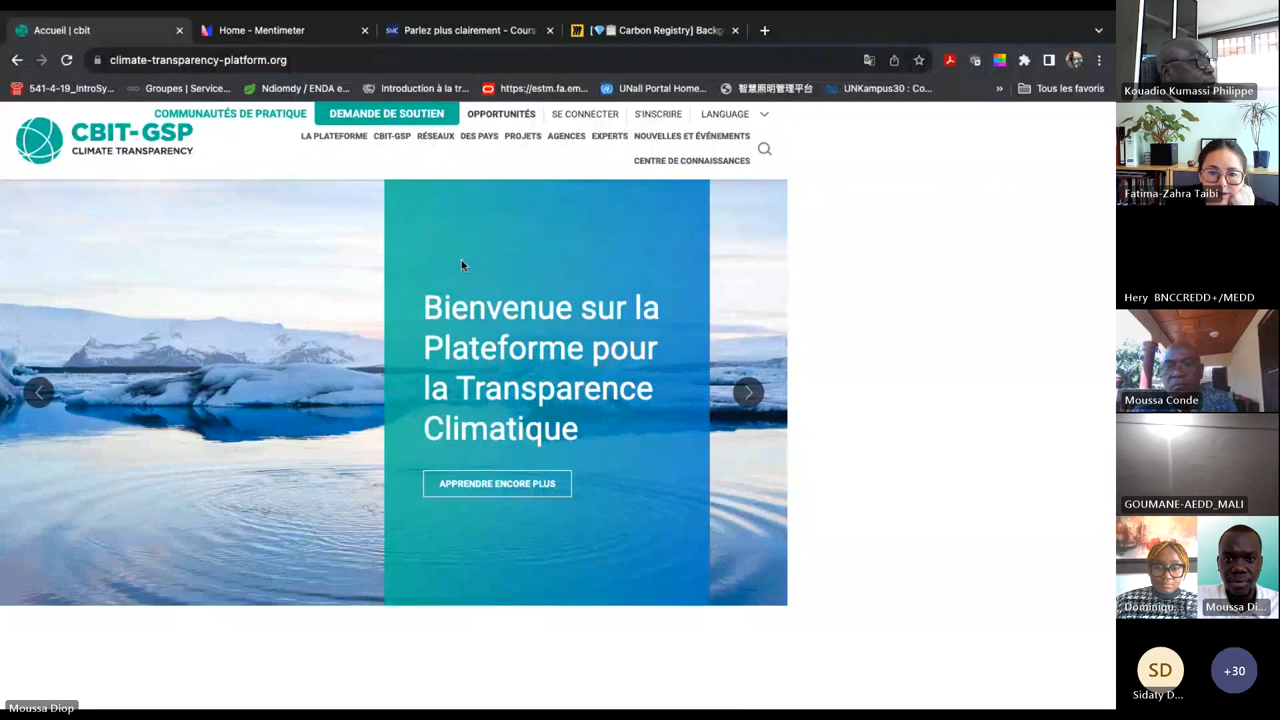 Accueil | cbit
Home - Mentimeter
SMC Parlez plus clairement - Cours
[💎📋 Carbon Registry] Backg
climate-transparency-platform.org
541-4-19_IntroSy...
Groupes | Service...
Ndiomdy / ENDA e...
Introduction à la tr...
https://estm.fa.em...
UNall Portal Home...
智慧照明管理平台
UNKampus30 : Co...
»
Tous les favoris
COMMUNAUTÉS DE PRATIQUE
DEMANDE DE SOUTIEN
OPPORTUNITÉS
SE CONNECTER
S'INSCRIRE
LANGUAGE
CBIT-GSP
CLIMATE TRANSPARENCY
LA PLATEFORME
CBIT-GSP
RÉSEAUX
DES PAYS
PROJETS
AGENCES
EXPERTS
NOUVELLES ET ÉVÉNEMENTS
CENTRE DE CONNAISSANCES
Bienvenue sur la
Plateforme pour
la Transparence
Climatique
APPRENDRE ENCORE PLUS
Moussa Diop
Kouadio Kumassi Philippe
Fatima-Zahra Taibi
Hery BNCCREDD+/MEDD
Moussa Conde
GOUMANE-AEDD_MALI
Dominiqu...
Moussa Di...
SD
Sidaty D...
+30